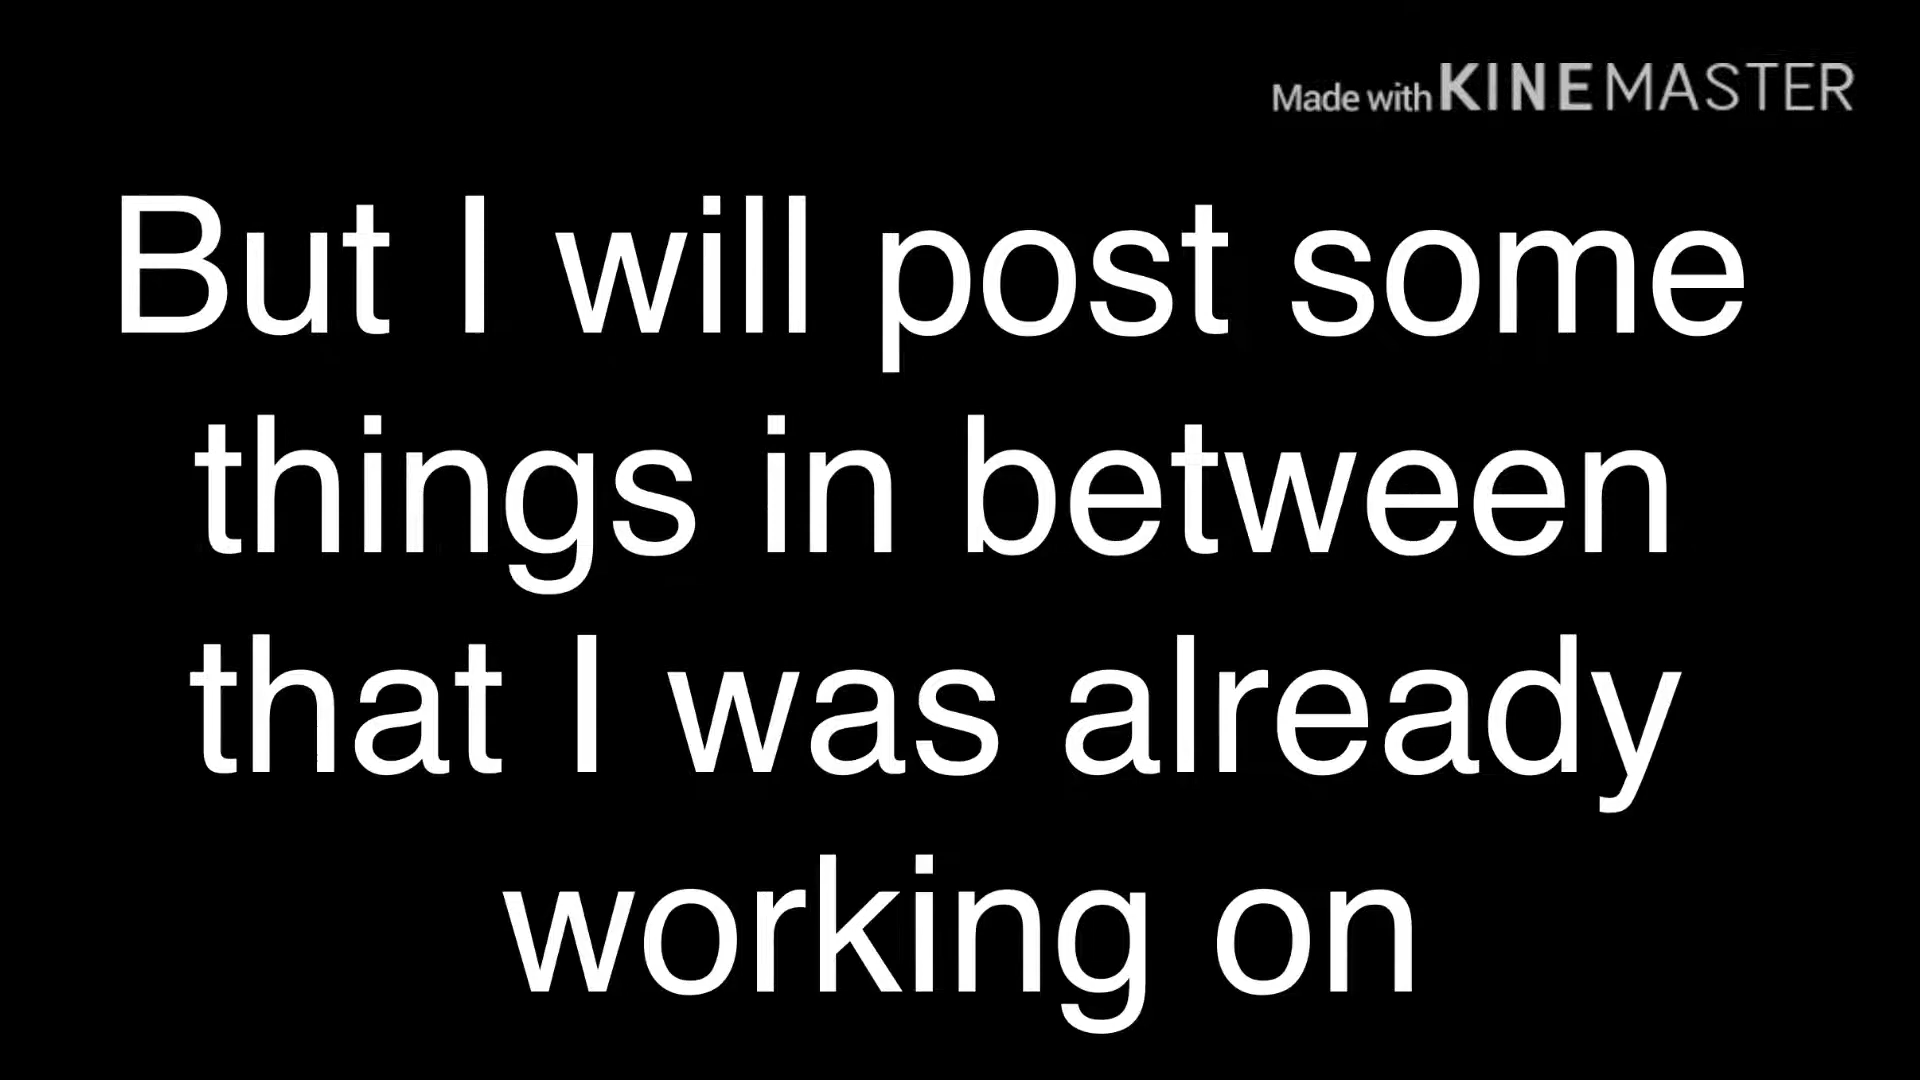 Made with KINEMASTER
But I will post some
things in between
that I was already
working on